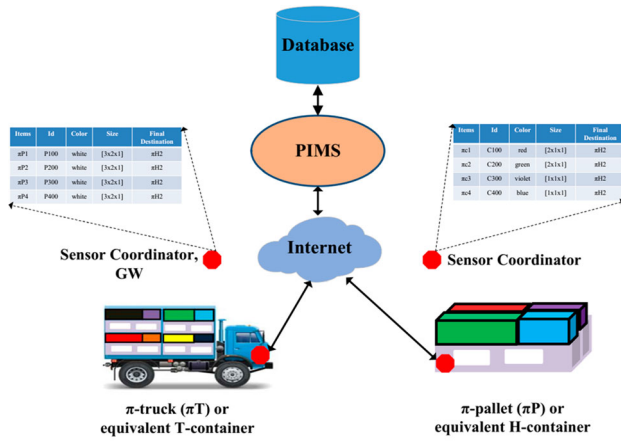 Database
PIMS
Internet
Items Id Color Size Final Destination
πP1 P100 white [3x2x1] πH2
πP2 P200 white [3x2x1] πH2
πP3 P300 white [3x2x1] πH2
πP4 P400 white [3x2x1] πH2
Items Id Color Size Final Destination
πc1 C100 red [2x1x1] πH2
πc2 C200 green [2x1x1] πH2
πc3 C300 violet [1x1x1] πH2
πc4 C400 blue [1x1x1] πH2
Sensor Coordinator,
GW
Sensor Coordinator
π-truck (πT) or
equivalent T-container
π-pallet (πP) or
equivalent H-container